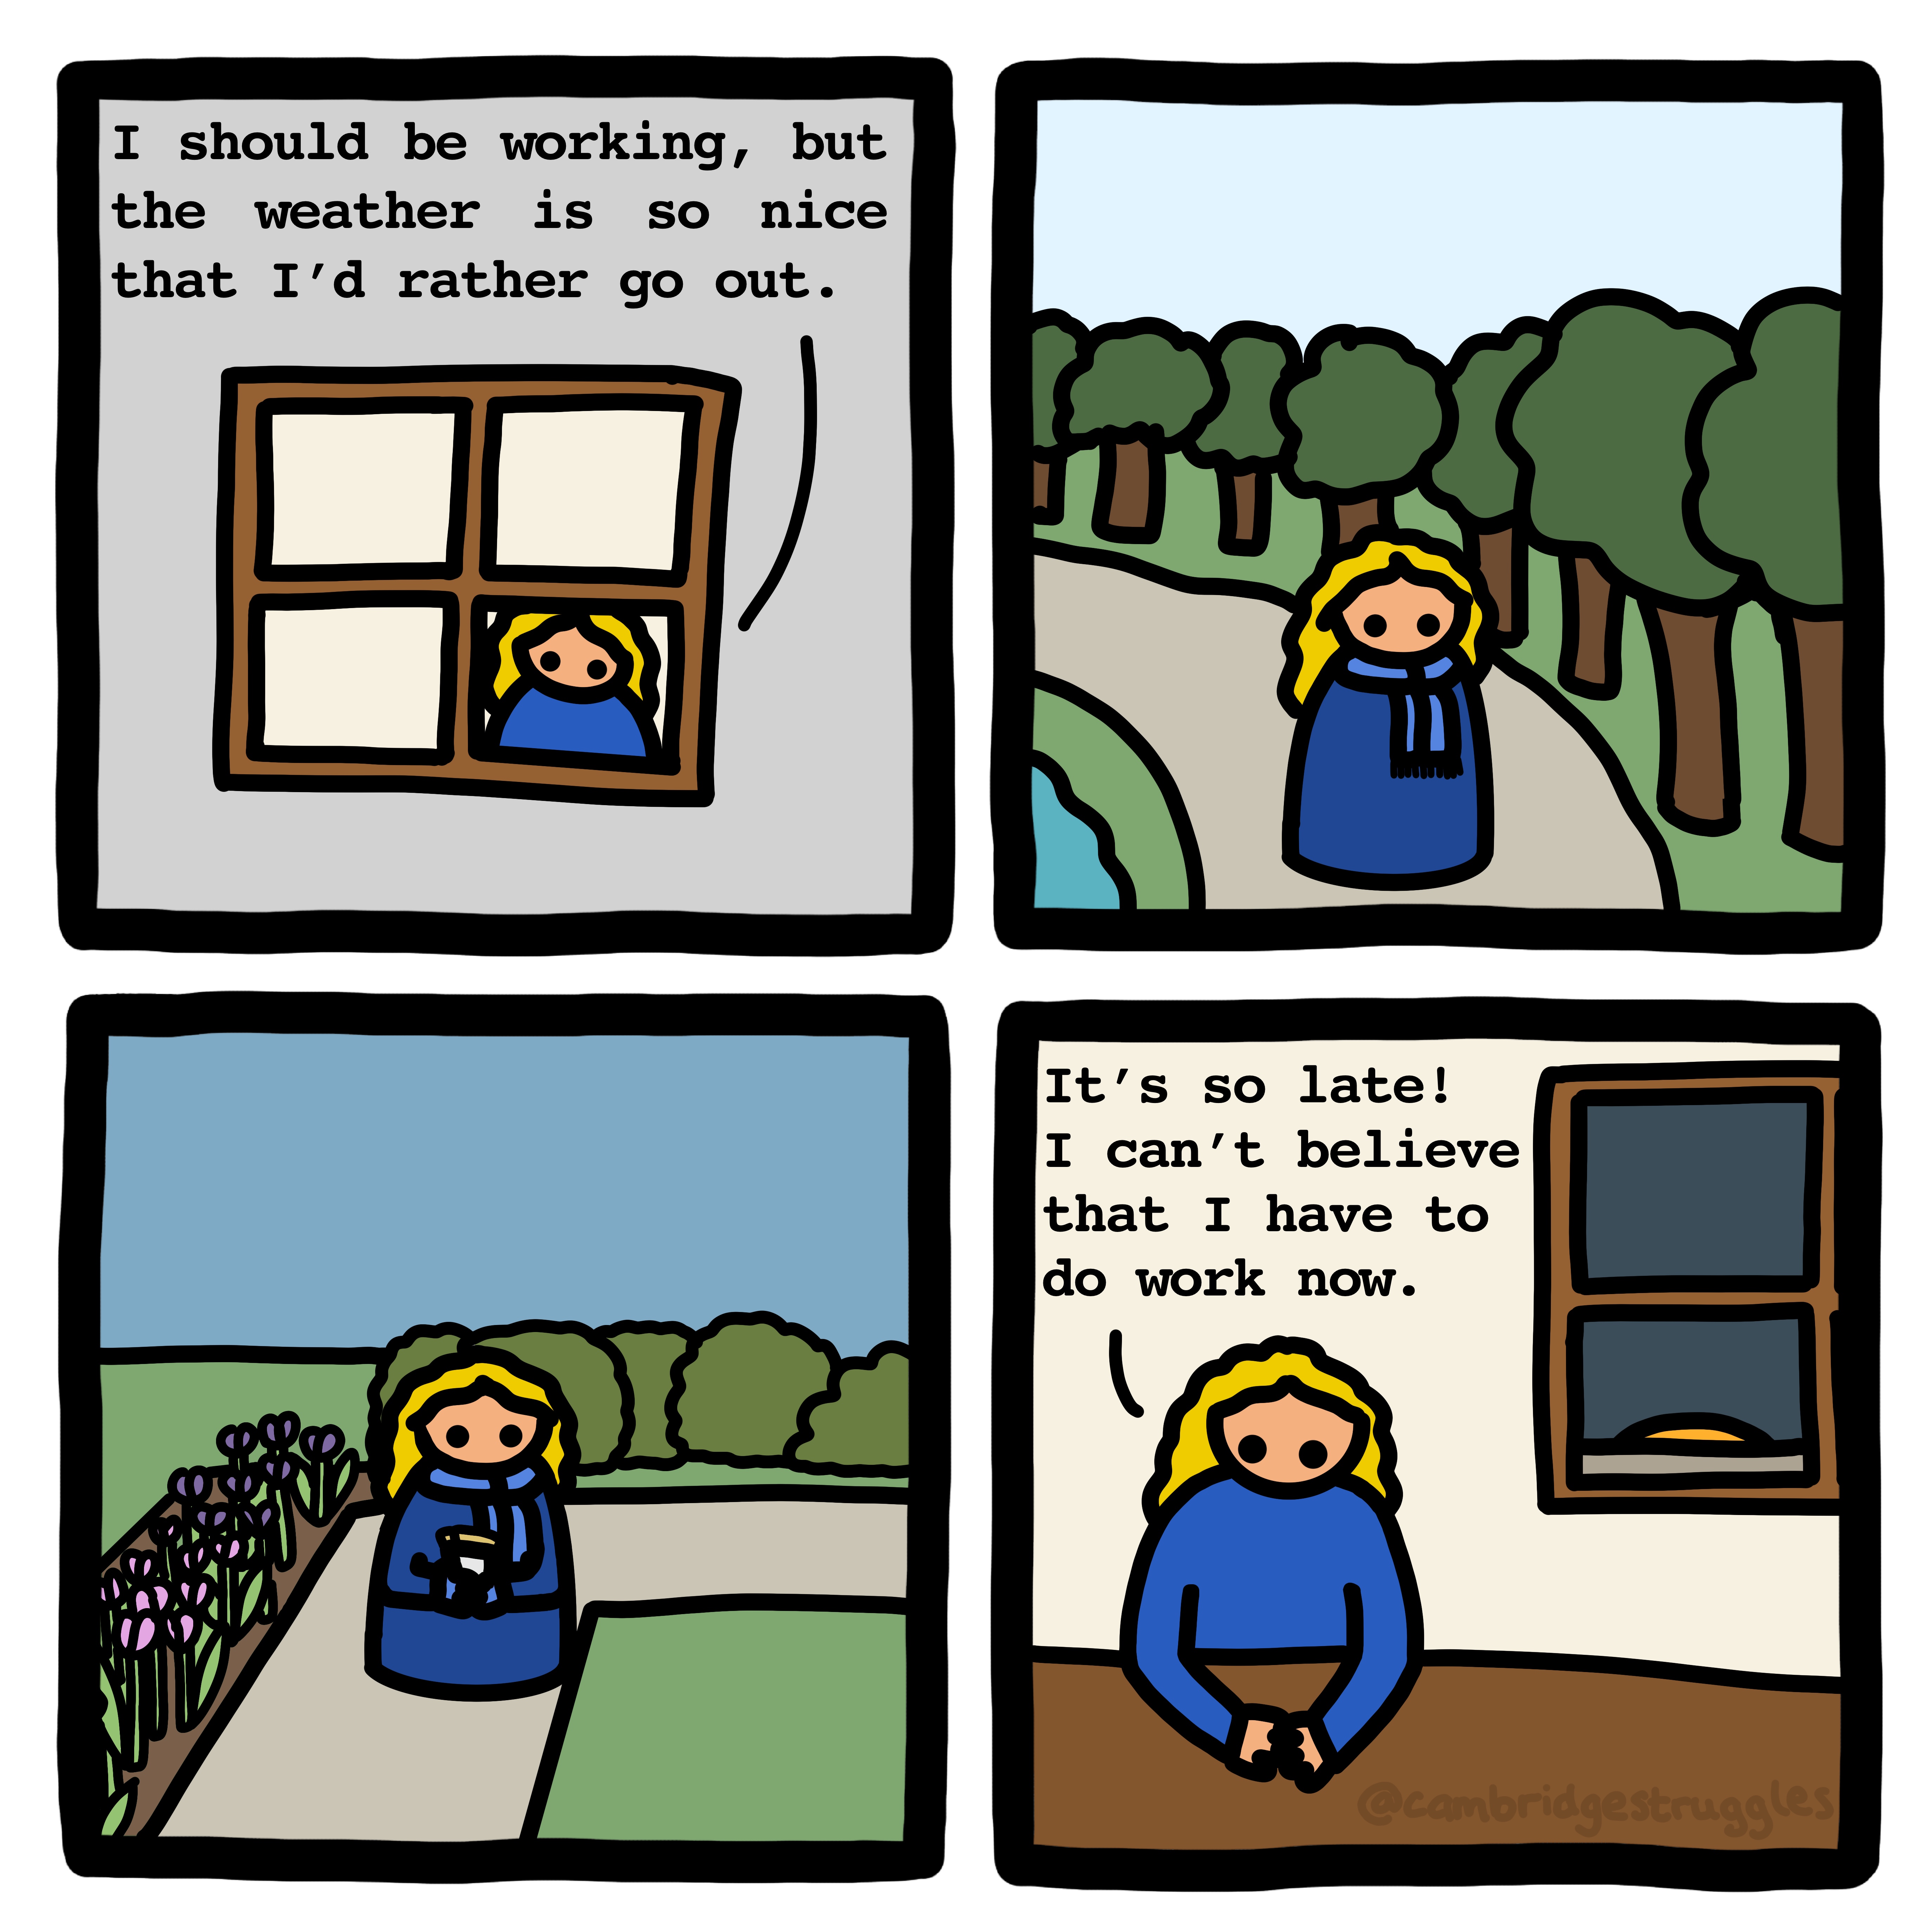 I should be working, but
the weather is so nice
that I'd rather go out.
It's so late!
I can't believe
that I have to
do work now.
@cambridgestruggles